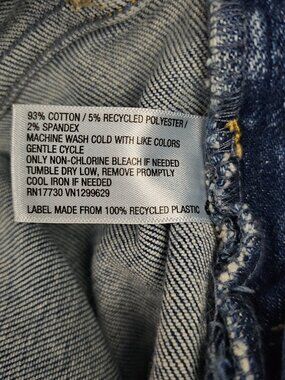 93% COTTON / 5% RECYCLED POLYESTER /
2% SPANDEX
MACHINE WASH COLD WITH LIKE COLORS
GENTLE CYCLE
ONLY NON-CHLORINE BLEACH IF NEEDED
TUMBLE DRY LOW, REMOVE PROMPTLY
COOL IRON IF NEEDED
RN17730 VN1299629
LABEL MADE FROM 100% RECYCLED PLASTIC